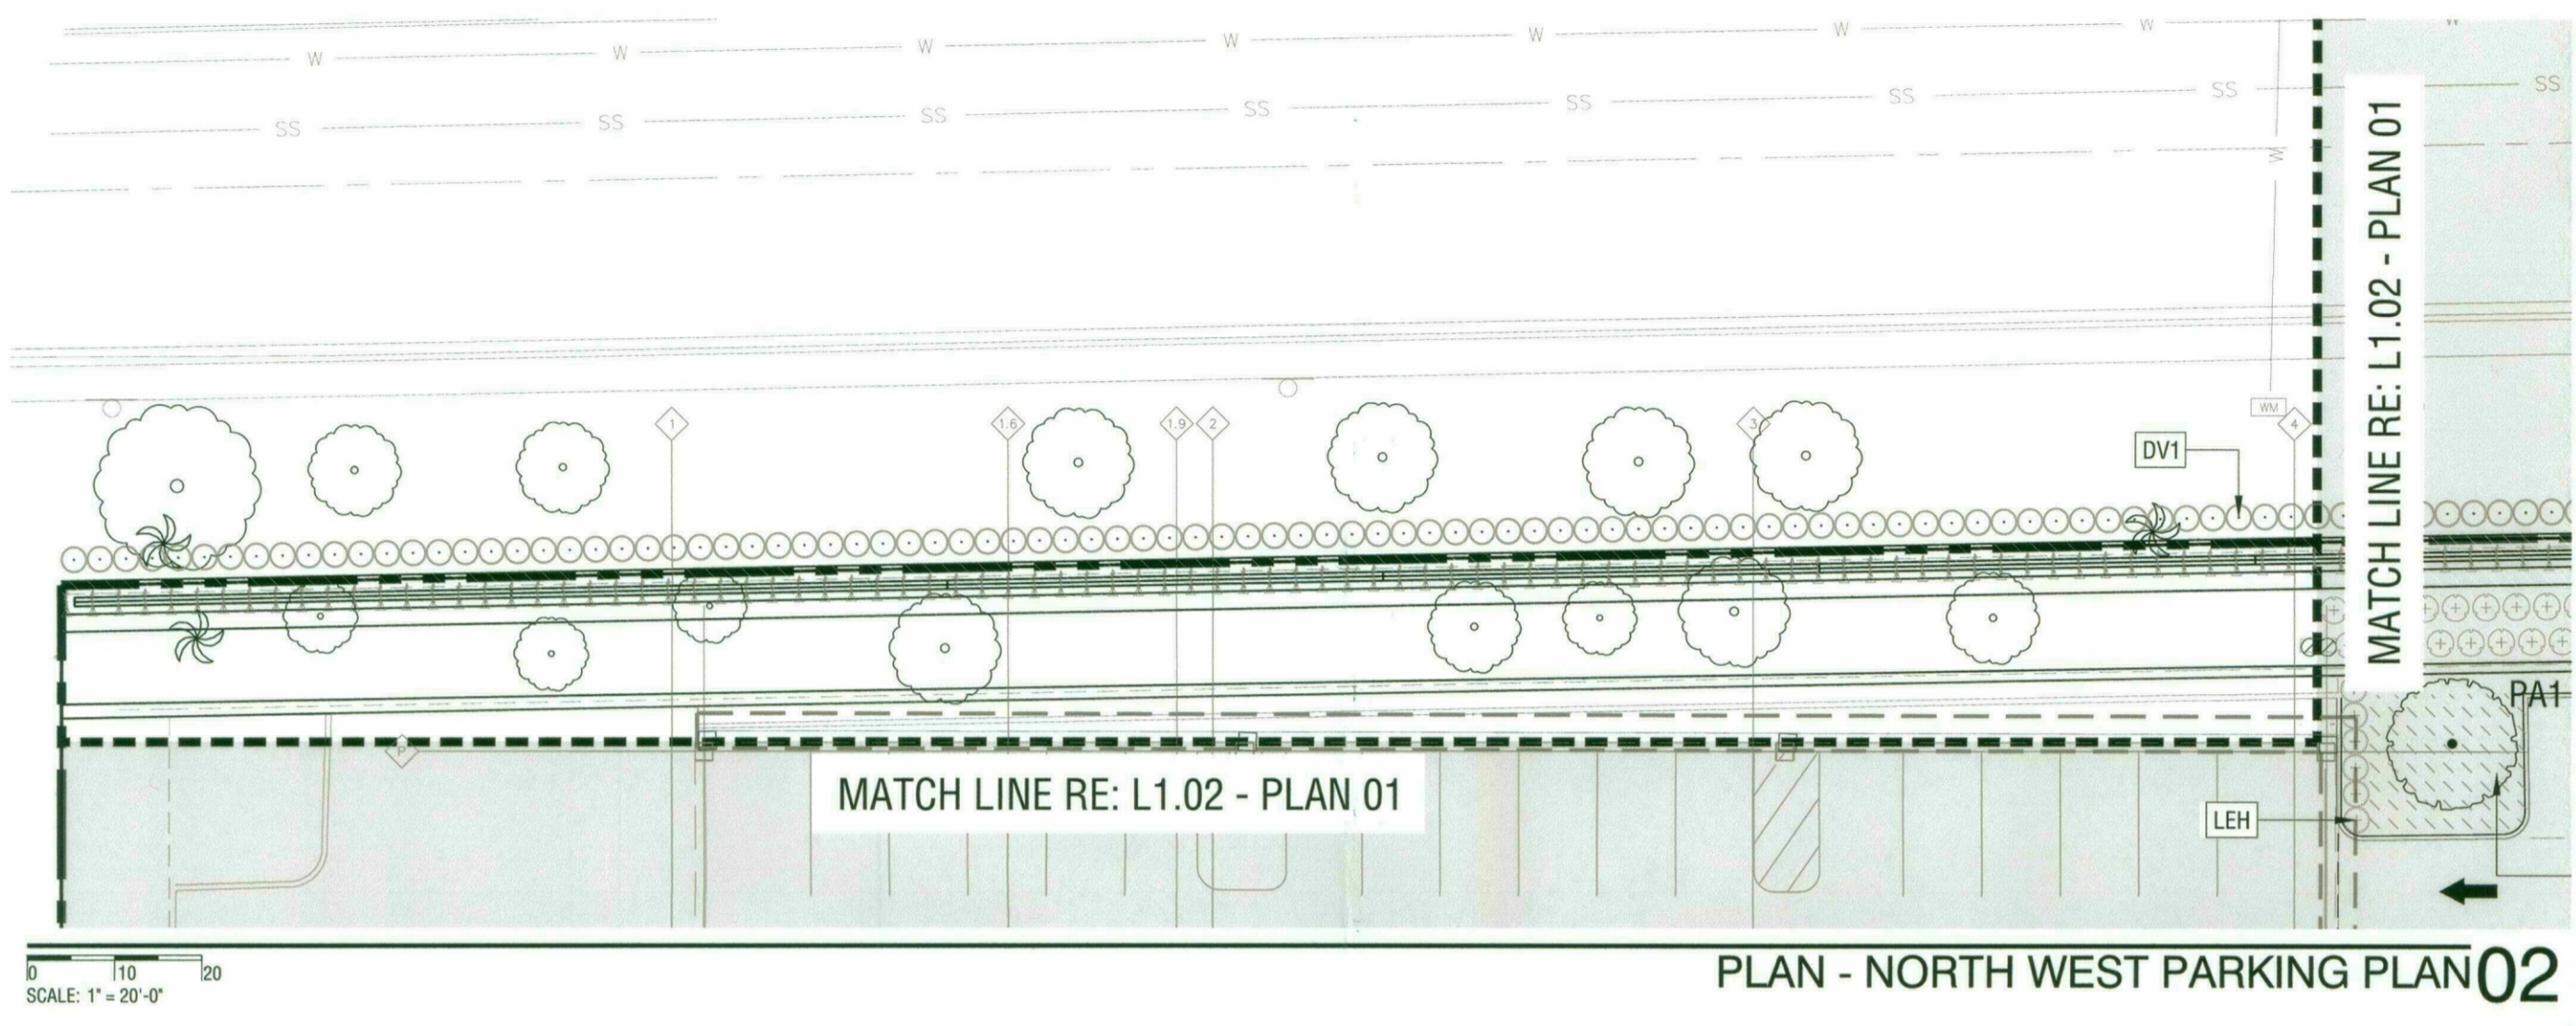 W W W W W W W W
SS SS SS SS SS SS SS SS
W
MATCH LINE RE: L1.02 - PLAN 01
WM
1 1.6 1.9 2 3 4
DV1
PA1
P
MATCH LINE RE: L1.02 - PLAN 01
LEH
0 10 20
SCALE: 1" = 20'-0"
PLAN - NORTH WEST PARKING PLAN 02